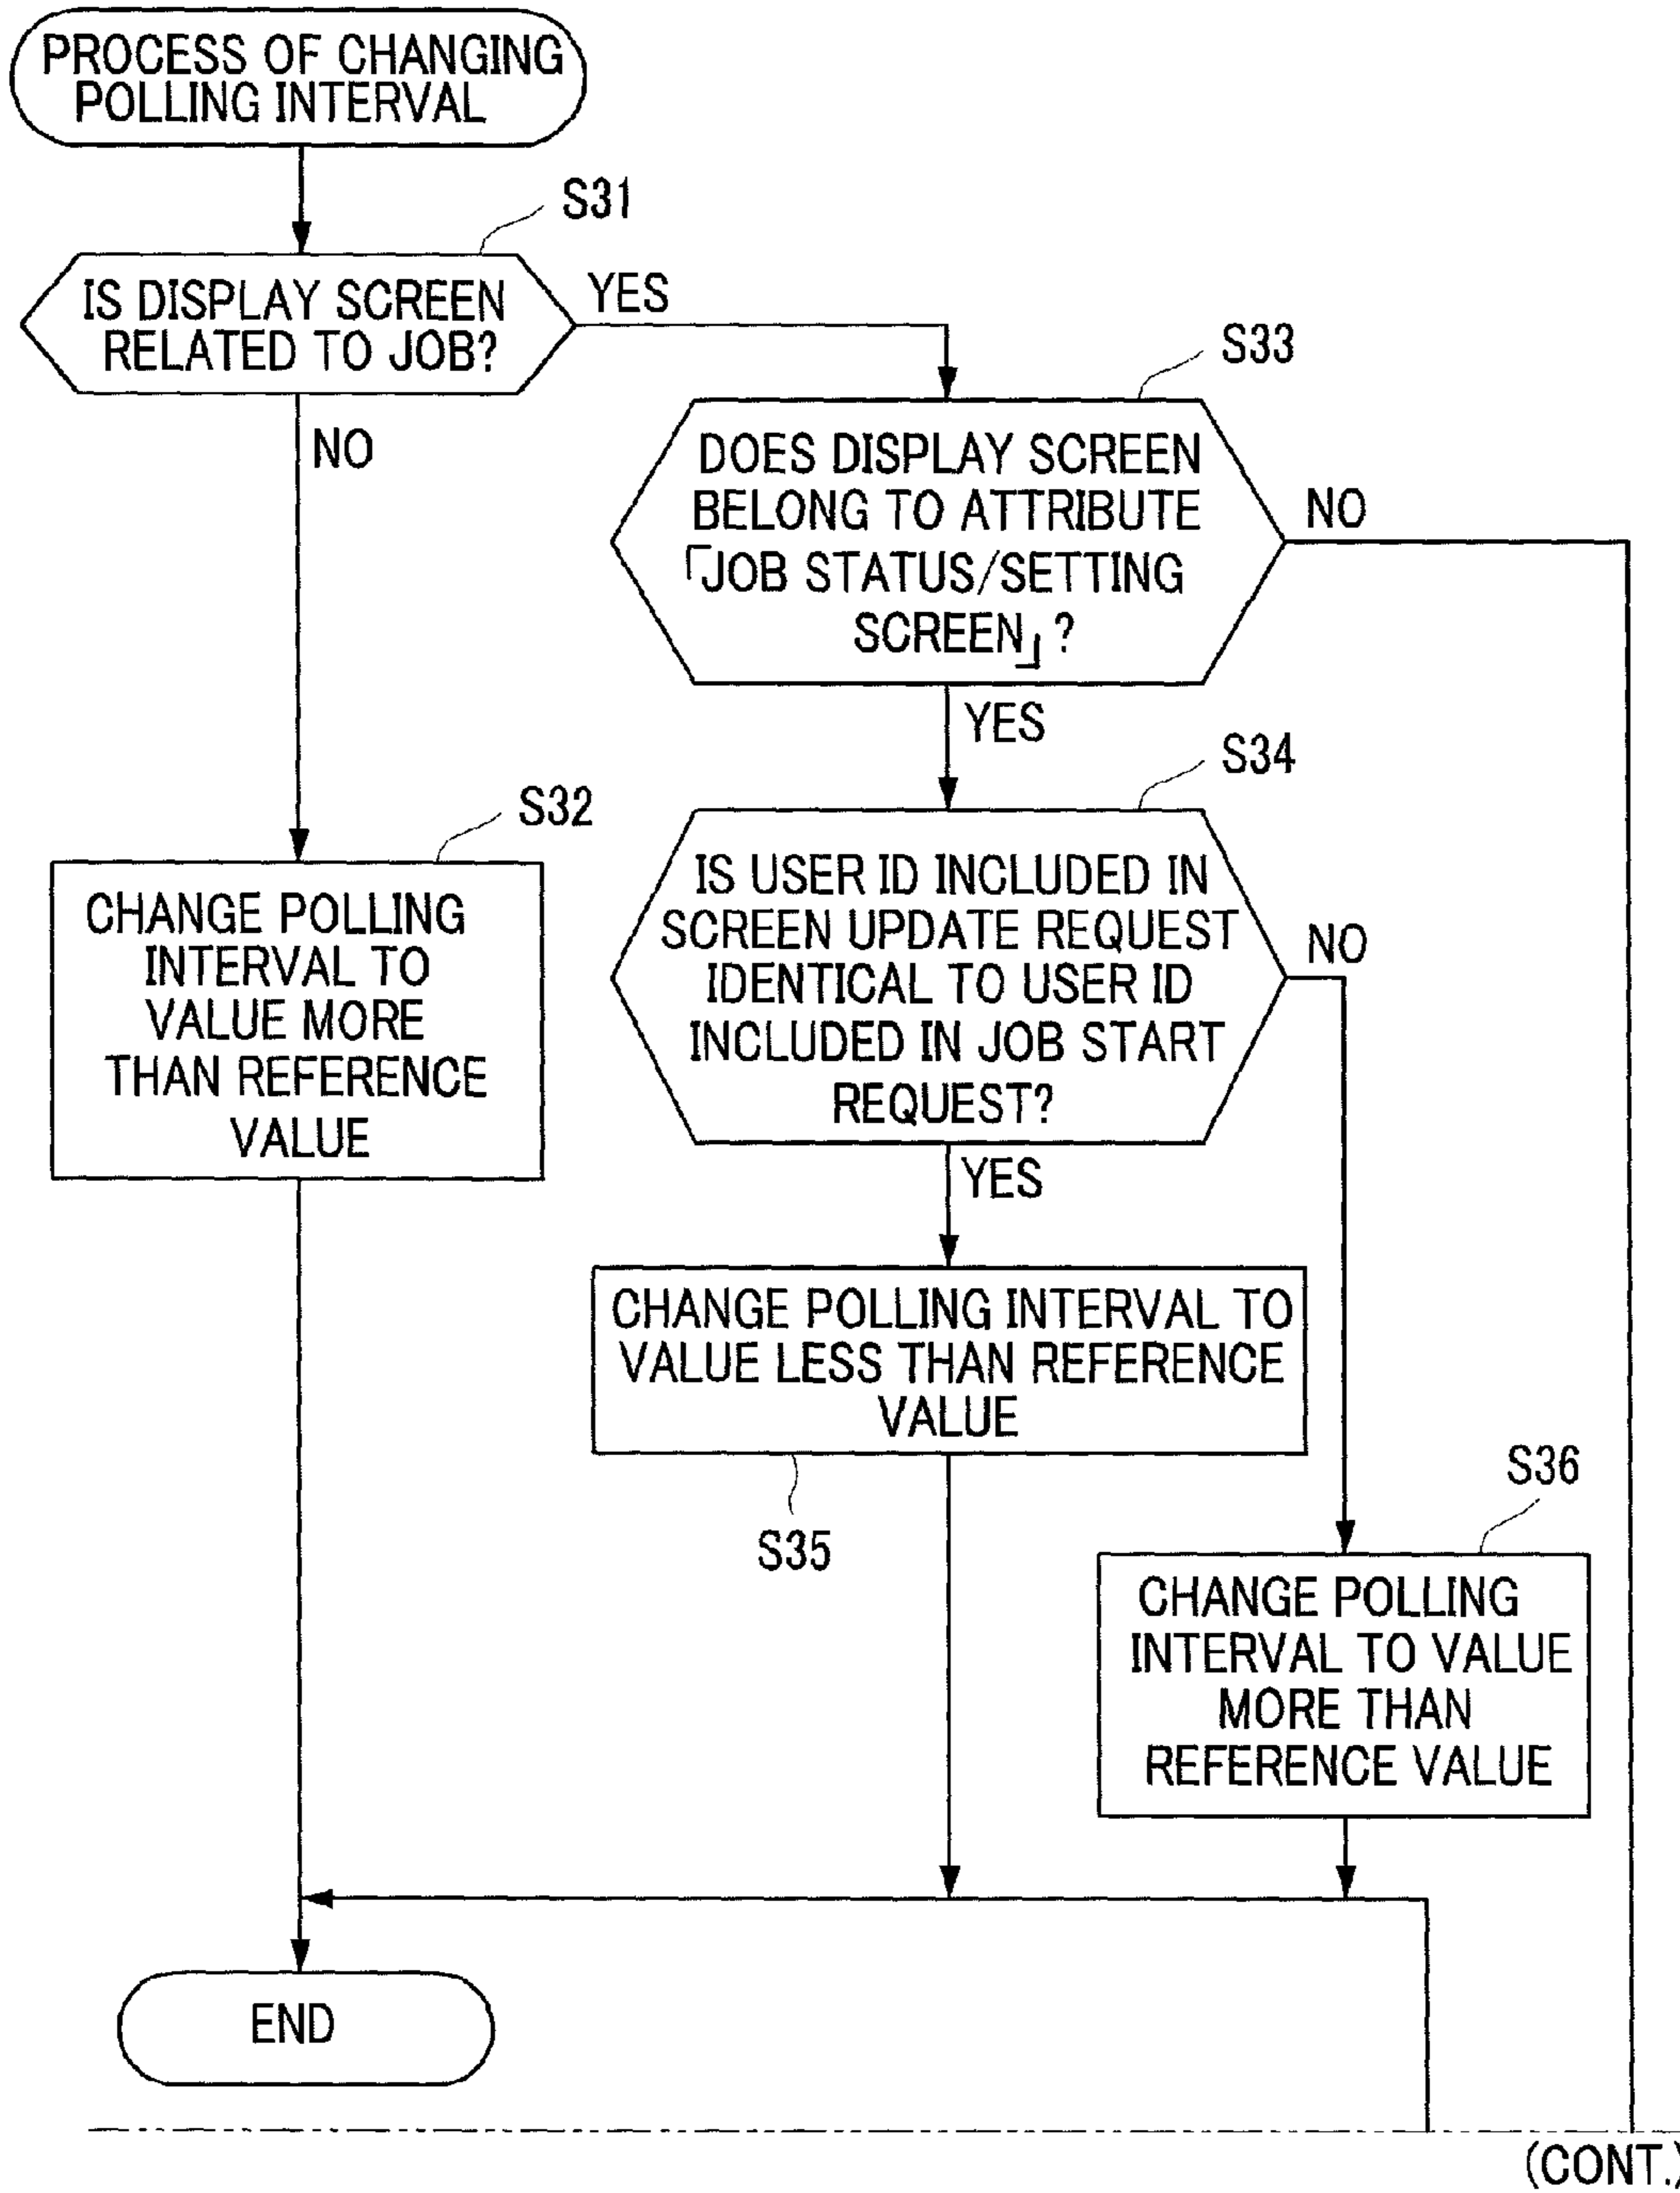 PROCESS OF CHANGING
POLLING INTERVAL
S31
IS DISPLAY SCREEN
RELATED TO JOB?
YES
NO
S33
DOES DISPLAY SCREEN
BELONG TO ATTRIBUTE
「JOB STATUS/SETTING
SCREEN」?
NO
YES
S34
IS USER ID INCLUDED IN
SCREEN UPDATE REQUEST
IDENTICAL TO USER ID
INCLUDED IN JOB START
REQUEST?
NO
YES
S32
CHANGE POLLING
INTERVAL TO
VALUE MORE
THAN REFERENCE
VALUE
CHANGE POLLING INTERVAL TO
VALUE LESS THAN REFERENCE
VALUE
S35
S36
CHANGE POLLING
INTERVAL TO VALUE
MORE THAN
REFERENCE VALUE
END
(CONT.)